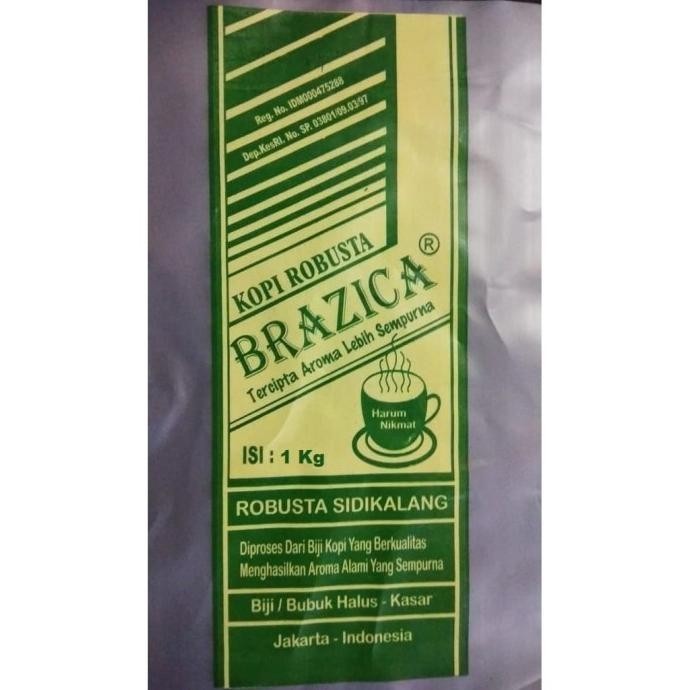 Reg. No. IDM000475288
Dep.KesRI. No. SP. 03801/09.03/97
KOPI ROBUSTA
BRAZICA ®
Tercipta Aroma Lebih Sempurna
Harum
Nikmat
ISI : 1 Kg
ROBUSTA SIDIKALANG
Diproses Dari Biji Kopi Yang Berkualitas
Menghasilkan Aroma Alami Yang Sempurna
Biji / Bubuk Halus - Kasar
Jakarta - Indonesia